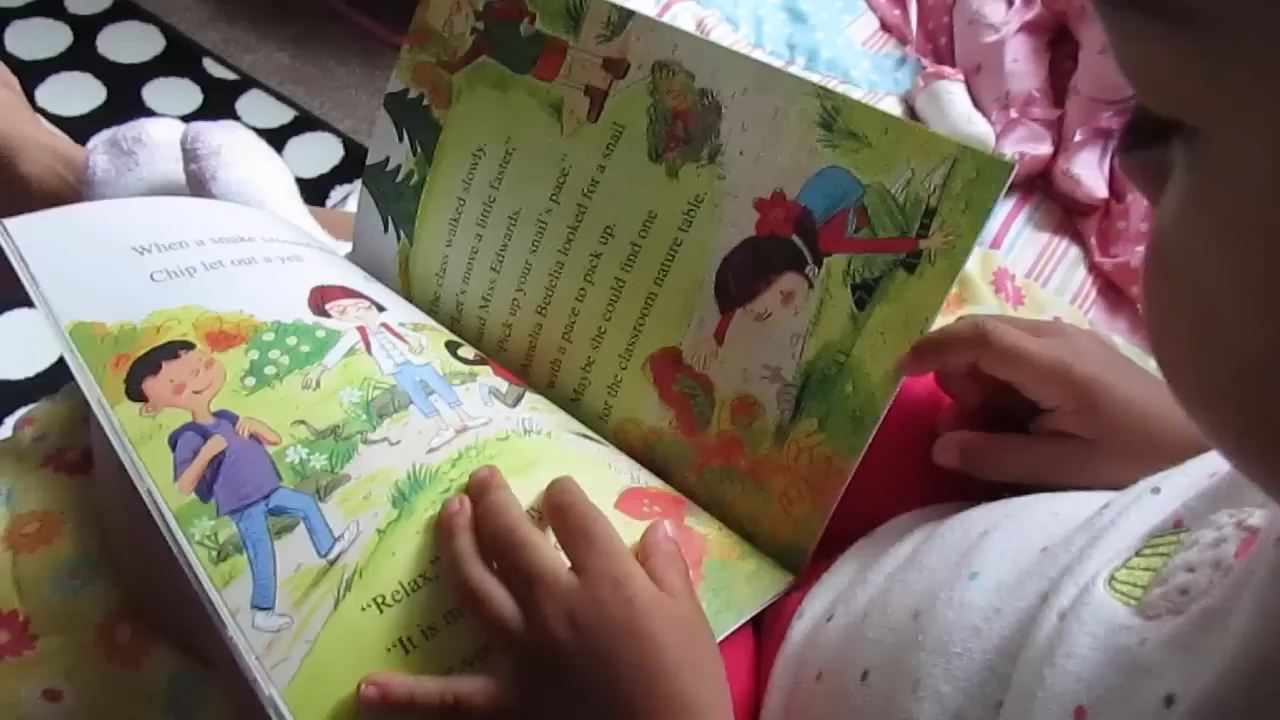 When a snake
Chip let out a yell.
"Relax,"
"It is
The class walked slowly.
"Let's move a little faster,"
said Miss Edwards.
"Pick up your snail's pace."
Amelia Bedelia looked for a snail
with a pace to pick up.
Maybe she could find one
for the classroom nature table.